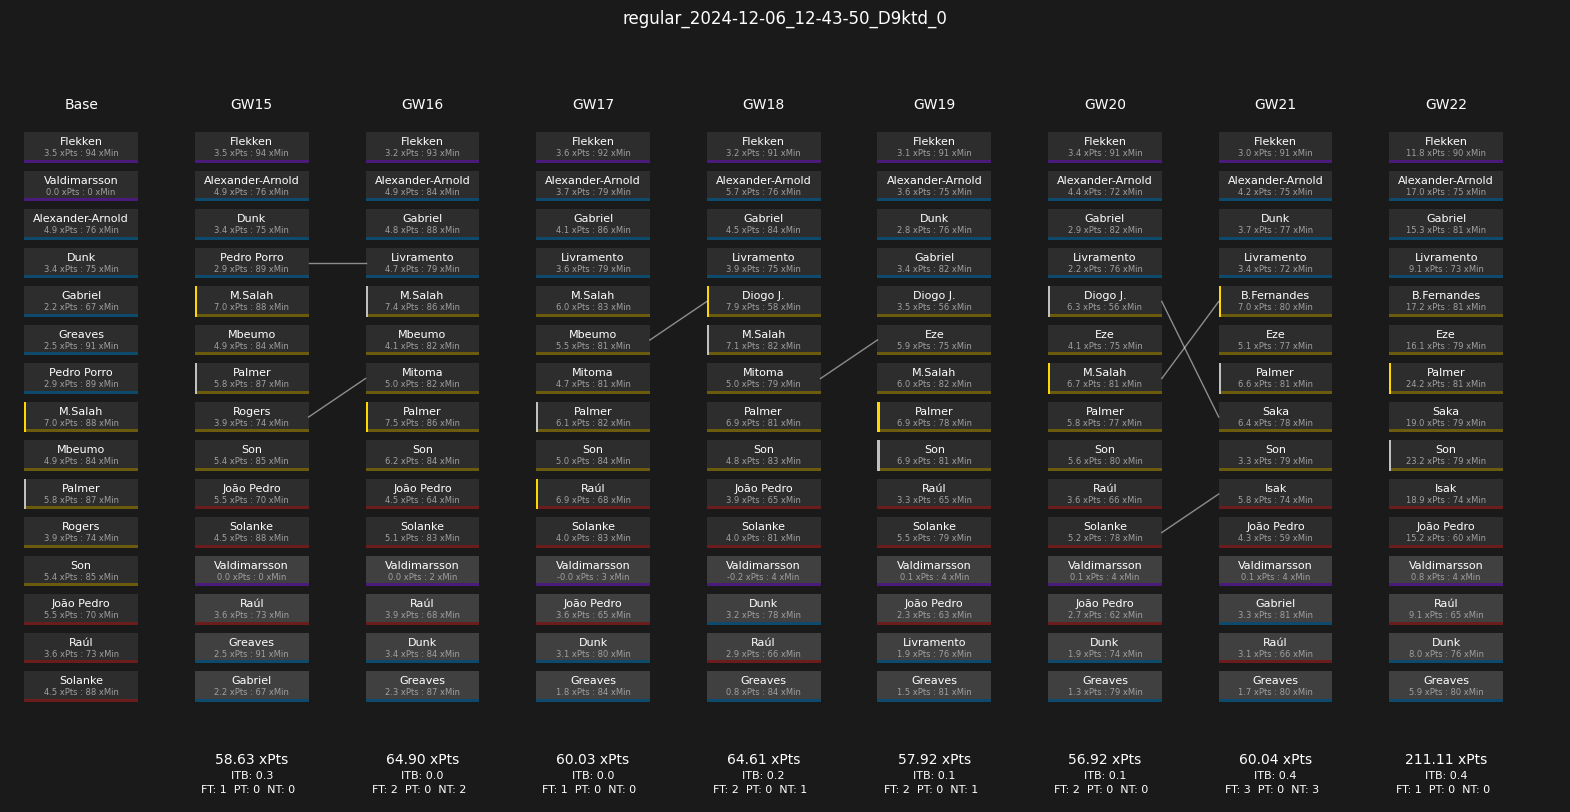 regular_2024-12-06_12-43-50_D9ktd_0
Base
Flekken
3.5 xPts : 94 xMin
Valdimarsson
0.0 xPts : 0 xMin
Alexander-Arnold
4.9 xPts : 76 xMin
Dunk
3.4 xPts : 75 xMin
Gabriel
2.2 xPts : 67 xMin
Greaves
2.5 xPts : 91 xMin
Pedro Porro
2.9 xPts : 89 xMin
M.Salah
7.0 xPts : 88 xMin
Mbeumo
4.9 xPts : 84 xMin
Palmer
5.8 xPts : 87 xMin
Rogers
3.9 xPts : 74 xMin
Son
5.4 xPts : 85 xMin
João Pedro
5.5 xPts : 70 xMin
Raúl
3.6 xPts : 73 xMin
Solanke
4.5 xPts : 88 xMin
GW15
Flekken
3.5 xPts : 94 xMin
Alexander-Arnold
4.9 xPts : 76 xMin
Dunk
3.4 xPts : 75 xMin
Pedro Porro
2.9 xPts : 89 xMin
M.Salah
7.0 xPts : 88 xMin
Mbeumo
4.9 xPts : 84 xMin
Palmer
5.8 xPts : 87 xMin
Rogers
3.9 xPts : 74 xMin
Son
5.4 xPts : 85 xMin
João Pedro
5.5 xPts : 70 xMin
Solanke
4.5 xPts : 88 xMin
Valdimarsson
0.0 xPts : 0 xMin
Raúl
3.6 xPts : 73 xMin
Greaves
2.5 xPts : 91 xMin
Gabriel
2.2 xPts : 67 xMin
58.63 xPts
ITB: 0.3
FT: 1 PT: 0 NT: 0
GW16
Flekken
3.2 xPts : 93 xMin
Alexander-Arnold
4.9 xPts : 84 xMin
Gabriel
4.8 xPts : 88 xMin
Livramento
4.7 xPts : 79 xMin
M.Salah
7.4 xPts : 86 xMin
Mbeumo
4.1 xPts : 82 xMin
Mitoma
5.0 xPts : 82 xMin
Palmer
7.5 xPts : 86 xMin
Son
6.2 xPts : 84 xMin
João Pedro
4.5 xPts : 64 xMin
Solanke
5.1 xPts : 83 xMin
Valdimarsson
0.0 xPts : 2 xMin
Raúl
3.9 xPts : 68 xMin
Dunk
3.4 xPts : 84 xMin
Greaves
2.3 xPts : 87 xMin
64.90 xPts
ITB: 0.0
FT: 2 PT: 0 NT: 2
GW17
Flekken
3.6 xPts : 92 xMin
Alexander-Arnold
3.7 xPts : 79 xMin
Gabriel
4.1 xPts : 86 xMin
Livramento
3.6 xPts : 79 xMin
M.Salah
6.0 xPts : 83 xMin
Mbeumo
5.5 xPts : 81 xMin
Mitoma
4.7 xPts : 81 xMin
Palmer
6.1 xPts : 82 xMin
Son
5.0 xPts : 84 xMin
Raúl
6.9 xPts : 68 xMin
Solanke
4.0 xPts : 83 xMin
Valdimarsson
-0.0 xPts : 3 xMin
João Pedro
3.6 xPts : 65 xMin
Dunk
3.1 xPts : 80 xMin
Greaves
1.8 xPts : 84 xMin
60.03 xPts
ITB: 0.0
FT: 1 PT: 0 NT: 0
GW18
Flekken
3.2 xPts : 91 xMin
Alexander-Arnold
5.7 xPts : 76 xMin
Gabriel
4.5 xPts : 84 xMin
Livramento
3.9 xPts : 75 xMin
Diogo J.
7.9 xPts : 58 xMin
M.Salah
7.1 xPts : 82 xMin
Mitoma
5.0 xPts : 79 xMin
Palmer
6.9 xPts : 81 xMin
Son
4.8 xPts : 83 xMin
João Pedro
3.9 xPts : 65 xMin
Solanke
4.0 xPts : 81 xMin
Valdimarsson
-0.2 xPts : 4 xMin
Dunk
3.2 xPts : 78 xMin
Raúl
2.9 xPts : 66 xMin
Greaves
0.8 xPts : 84 xMin
64.61 xPts
ITB: 0.2
FT: 2 PT: 0 NT: 1
GW19
Flekken
3.1 xPts : 91 xMin
Alexander-Arnold
3.6 xPts : 75 xMin
Dunk
2.8 xPts : 76 xMin
Gabriel
3.4 xPts : 82 xMin
Diogo J.
3.5 xPts : 56 xMin
Eze
5.9 xPts : 75 xMin
M.Salah
6.0 xPts : 82 xMin
Palmer
6.9 xPts : 78 xMin
Son
6.9 xPts : 81 xMin
Raúl
3.3 xPts : 65 xMin
Solanke
5.5 xPts : 79 xMin
Valdimarsson
0.1 xPts : 4 xMin
João Pedro
2.3 xPts : 63 xMin
Livramento
1.9 xPts : 76 xMin
Greaves
1.5 xPts : 81 xMin
57.92 xPts
ITB: 0.1
FT: 2 PT: 0 NT: 1
GW20
Flekken
3.4 xPts : 91 xMin
Alexander-Arnold
4.4 xPts : 72 xMin
Gabriel
2.9 xPts : 82 xMin
Livramento
2.2 xPts : 76 xMin
Diogo J.
6.3 xPts : 56 xMin
Eze
4.1 xPts : 75 xMin
M.Salah
6.7 xPts : 81 xMin
Palmer
5.8 xPts : 77 xMin
Son
5.6 xPts : 80 xMin
Raúl
3.6 xPts : 66 xMin
Solanke
5.2 xPts : 78 xMin
Valdimarsson
0.1 xPts : 4 xMin
João Pedro
2.7 xPts : 62 xMin
Dunk
1.9 xPts : 74 xMin
Greaves
1.3 xPts : 79 xMin
56.92 xPts
ITB: 0.1
FT: 2 PT: 0 NT: 0
GW21
Flekken
3.0 xPts : 91 xMin
Alexander-Arnold
4.2 xPts : 75 xMin
Dunk
3.7 xPts : 77 xMin
Livramento
3.4 xPts : 72 xMin
B.Fernandes
7.0 xPts : 80 xMin
Eze
5.1 xPts : 77 xMin
Palmer
6.6 xPts : 81 xMin
Saka
6.4 xPts : 78 xMin
Son
3.3 xPts : 79 xMin
Isak
5.8 xPts : 74 xMin
João Pedro
4.3 xPts : 59 xMin
Valdimarsson
0.1 xPts : 4 xMin
Gabriel
3.3 xPts : 81 xMin
Raúl
3.1 xPts : 66 xMin
Greaves
1.7 xPts : 80 xMin
60.04 xPts
ITB: 0.4
FT: 3 PT: 0 NT: 3
GW22
Flekken
11.8 xPts : 90 xMin
Alexander-Arnold
17.0 xPts : 75 xMin
Gabriel
15.3 xPts : 81 xMin
Livramento
9.1 xPts : 73 xMin
B.Fernandes
17.2 xPts : 81 xMin
Eze
16.1 xPts : 79 xMin
Palmer
24.2 xPts : 81 xMin
Saka
19.0 xPts : 79 xMin
Son
23.2 xPts : 79 xMin
Isak
18.9 xPts : 74 xMin
João Pedro
15.2 xPts : 60 xMin
Valdimarsson
0.8 xPts : 4 xMin
Raúl
9.1 xPts : 65 xMin
Dunk
8.0 xPts : 76 xMin
Greaves
5.9 xPts : 80 xMin
211.11 xPts
ITB: 0.4
FT: 1 PT: 0 NT: 0